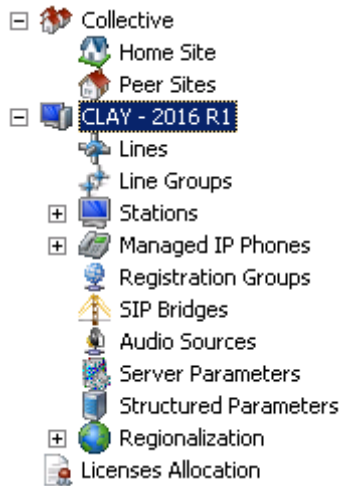 Collective
Home Site
Peer Sites
CLAY - 2016 R1
Lines
Line Groups
Stations
Managed IP Phones
Registration Groups
SIP Bridges
Audio Sources
Server Parameters
Structured Parameters
Regionalization
Licenses Allocation